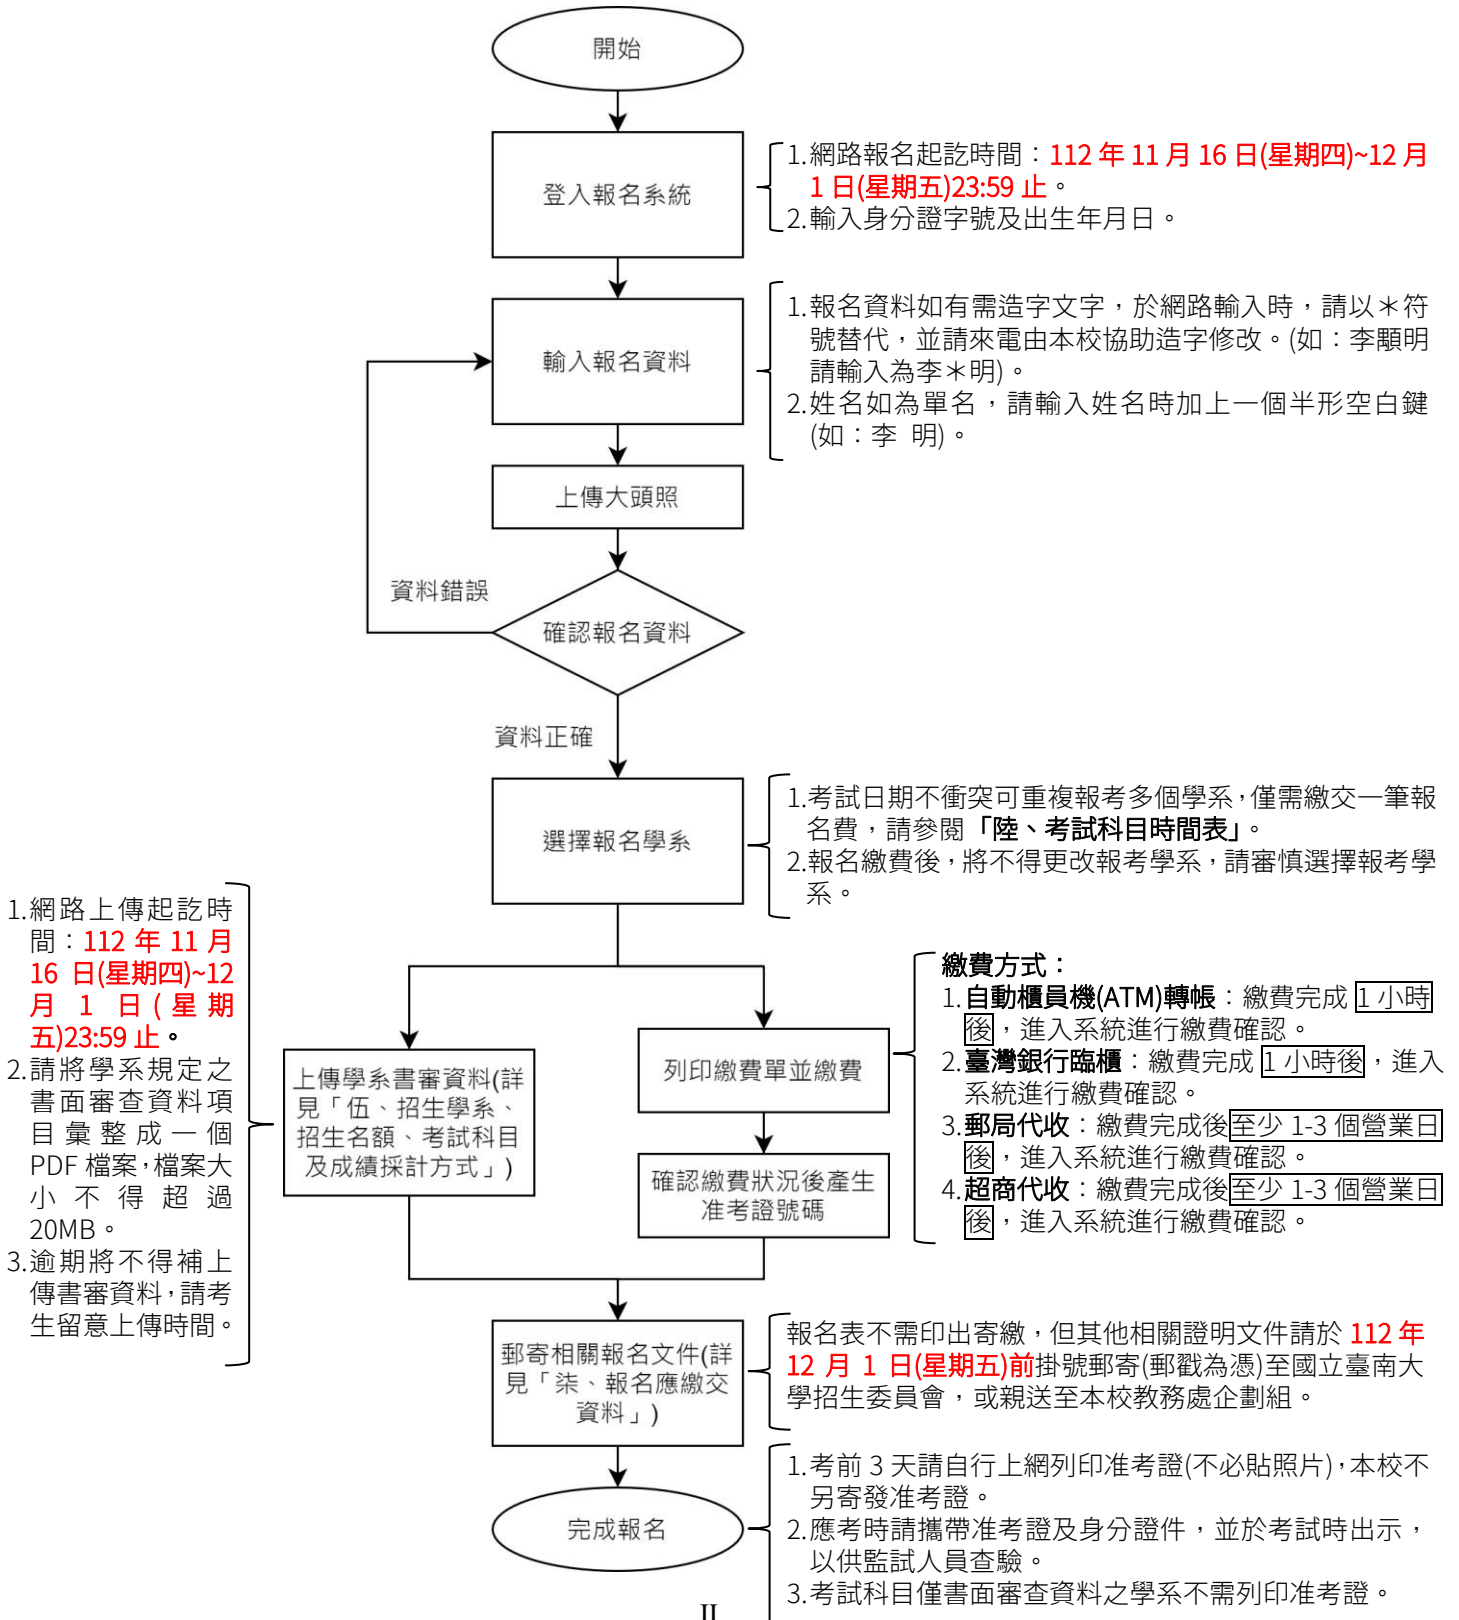 開始
登入報名系統
1.網路報名起訖時間：112 年 11 月 16 日(星期四)~12 月
1 日(星期五)23:59 止。
2.輸入身分證字號及出生年月日。
輸入報名資料
1.報名資料如有需造字文字，於網路輸入時，請以＊符
號替代，並請來電由本校協助造字修改。(如：李顒明
請輸入為李＊明)。
2.姓名如為單名，請輸入姓名時加上一個半形空白鍵
(如：李 明)。
上傳大頭照
資料錯誤
確認報名資料
資料正確
選擇報名學系
1.考試日期不衝突可重複報考多個學系，僅需繳交一筆報
名費，請參閱「陸、考試科目時間表」。
2.報名繳費後，將不得更改報考學系，請審慎選擇報考學
系。
1.網路上傳起訖時
間：112 年 11 月
16 日(星期四)~12
月 1 日(星期
五)23:59 止。
2.請將學系規定之
書面審查資料項
目彙整成一個
PDF 檔案，檔案大
小不得超過
20MB。
3.逾期將不得補上
傳書審資料，請考
生留意上傳時間。
上傳學系書審資料(詳
見「伍、招生學系、
招生名額、考試科目
及成績採計方式」)
列印繳費單並繳費
確認繳費狀況後產生
准考證號碼
繳費方式：
1.自動櫃員機(ATM)轉帳：繳費完成 1 小時
後，進入系統進行繳費確認。
2.臺灣銀行臨櫃：繳費完成 1 小時後，進入
系統進行繳費確認。
3.郵局代收：繳費完成後至少 1-3 個營業日
後，進入系統進行繳費確認。
4.超商代收：繳費完成後至少 1-3 個營業日
後，進入系統進行繳費確認。
郵寄相關報名文件(詳
見「柒、報名應繳交
資料」)
報名表不需印出寄繳，但其他相關證明文件請於 112 年
12 月 1 日(星期五)前掛號郵寄(郵戳為憑)至國立臺南大
學招生委員會，或親送至本校教務處企劃組。
完成報名
1.考前 3 天請自行上網列印准考證(不必貼照片)，本校不
另寄發准考證。
2.應考時請攜帶准考證及身分證件，並於考試時出示，
以供監試人員查驗。
3.考試科目僅書面審查資料之學系不需列印准考證。
II